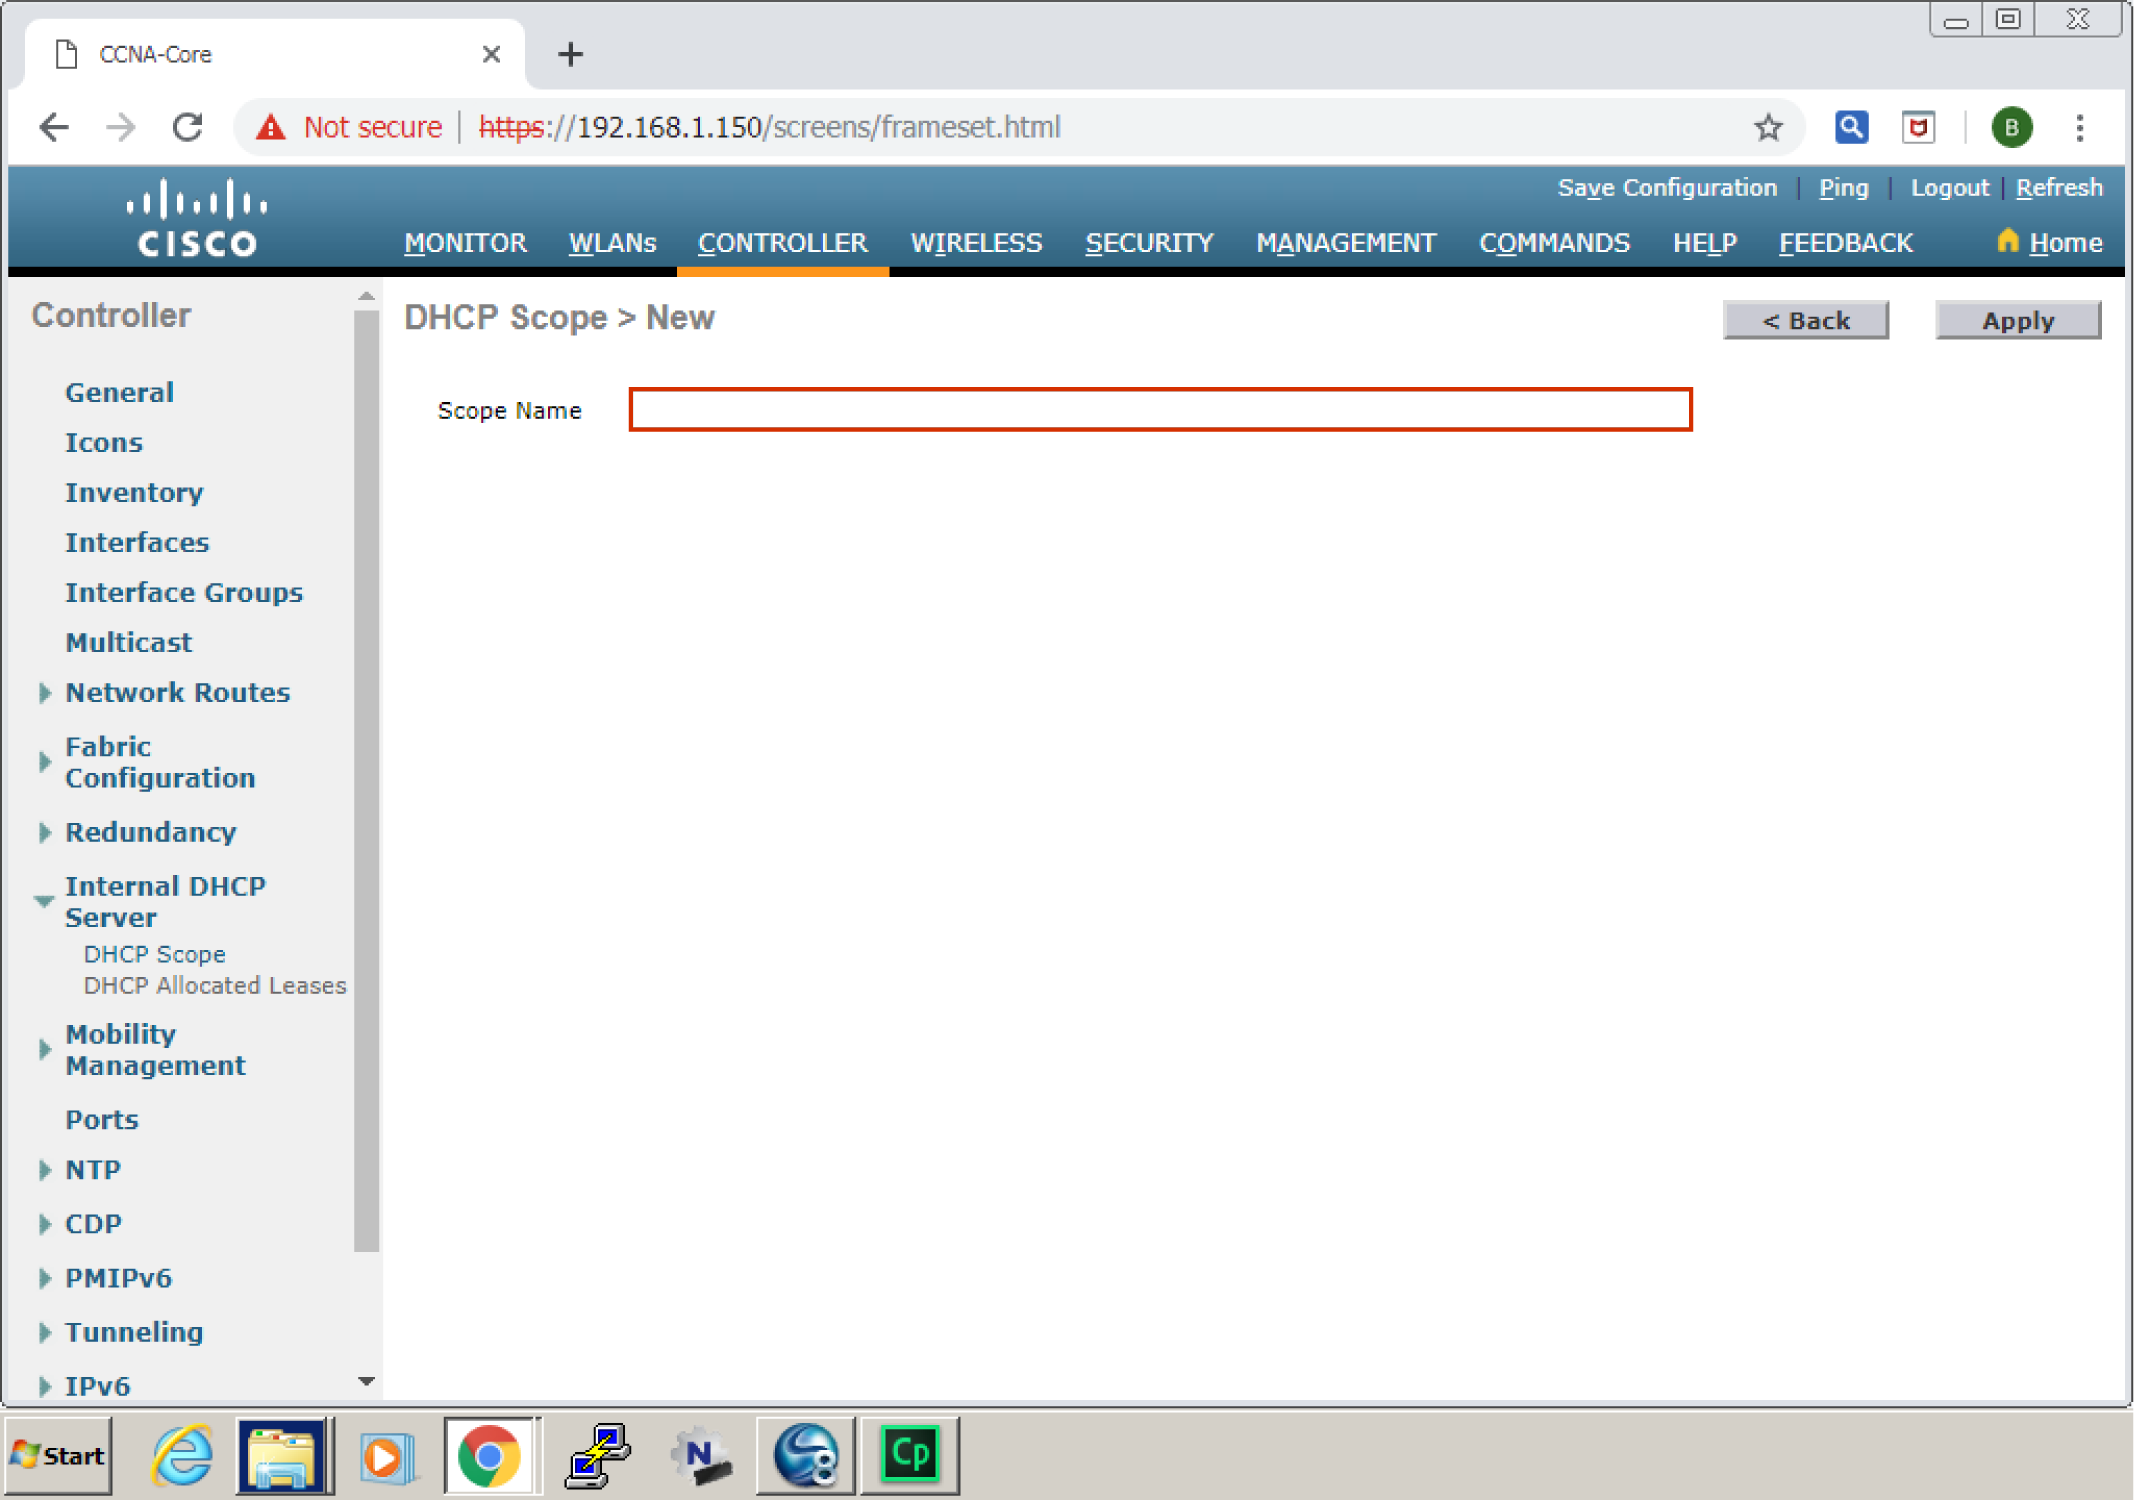 CCNA-Core
Not secure | https://192.168.1.150/screens/frameset.html
B
Save Configuration | Ping | Logout | Refresh
CISCO
MONITOR WLANs CONTROLLER WIRELESS SECURITY MANAGEMENT COMMANDS HELP FEEDBACK Home
Controller
General
Icons
Inventory
Interfaces
Interface Groups
Multicast
Network Routes
Fabric
Configuration
Redundancy
Internal DHCP
Server
DHCP Scope
DHCP Allocated Leases
Mobility
Management
Ports
NTP
CDP
PMIPv6
Tunneling
IPv6
DHCP Scope > New
< Back
Apply
Scope Name
Start
N
8
Cp